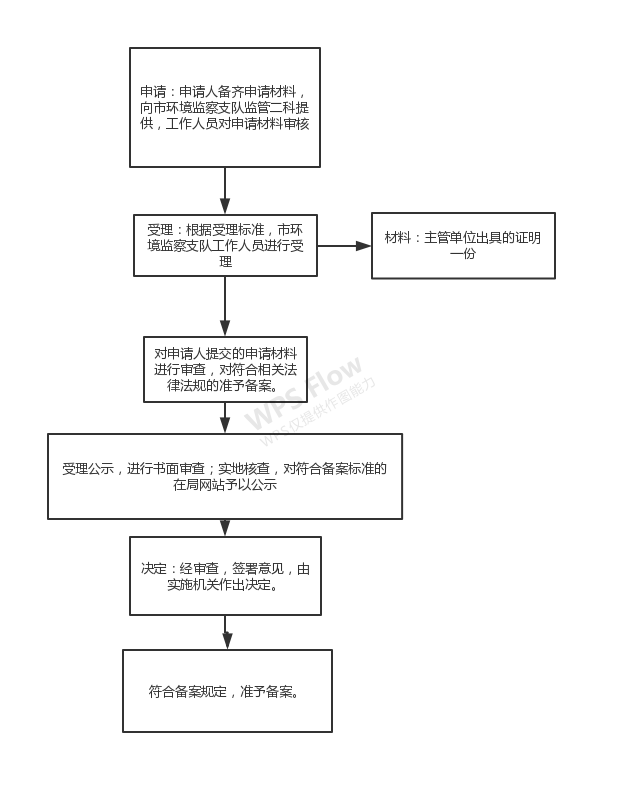 申请：申请人备齐申请材料，
向市环境监察支队监管二科提
供，工作人员对申请材料审核
受理：根据受理标准，市环
境监察支队工作人员进行受
理
材料：主管单位出具的证明
一份
对申请人提交的申请材料
进行审查，对符合相关法
律法规的准予备案。
WPS Flow
WPS仅提供作图能力
受理公示，进行书面审查；实地核查，对符合备案标准的
在局网站予以公示
决定：经审查，签署意见，由
实施机关作出决定。
符合备案规定，准予备案。